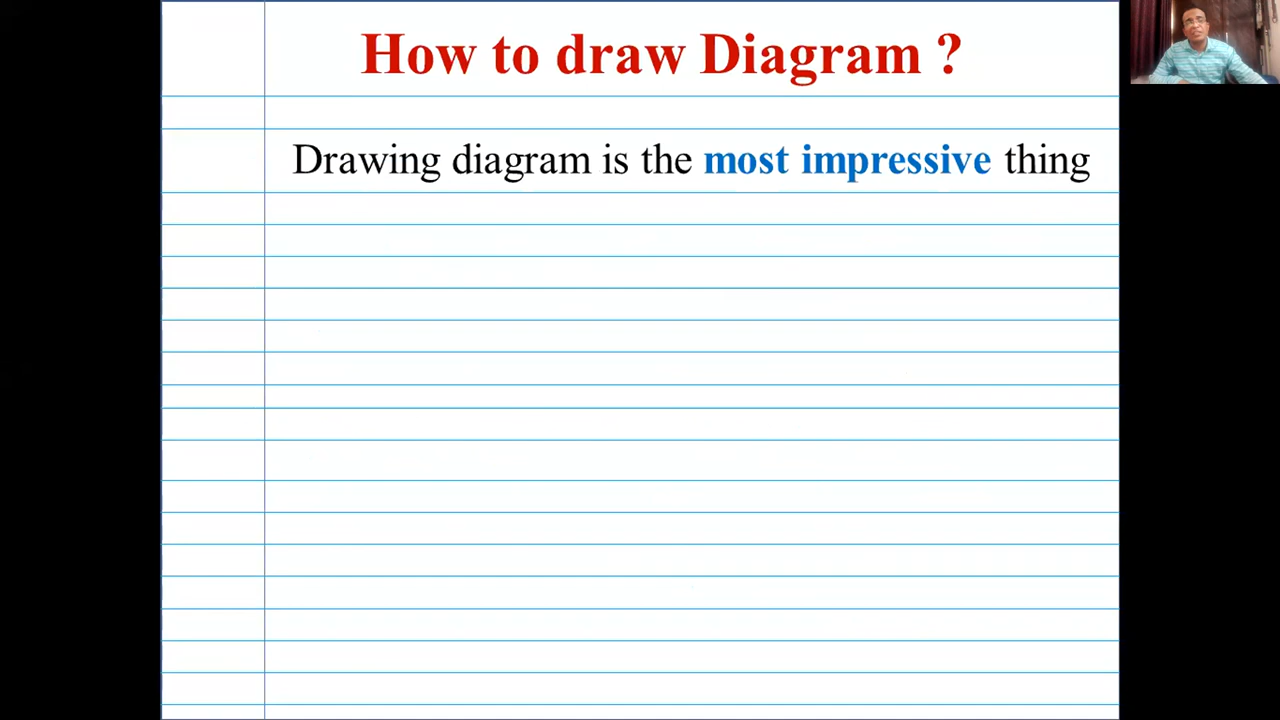 How to draw Diagram ?
Drawing diagram is the most impressive thing